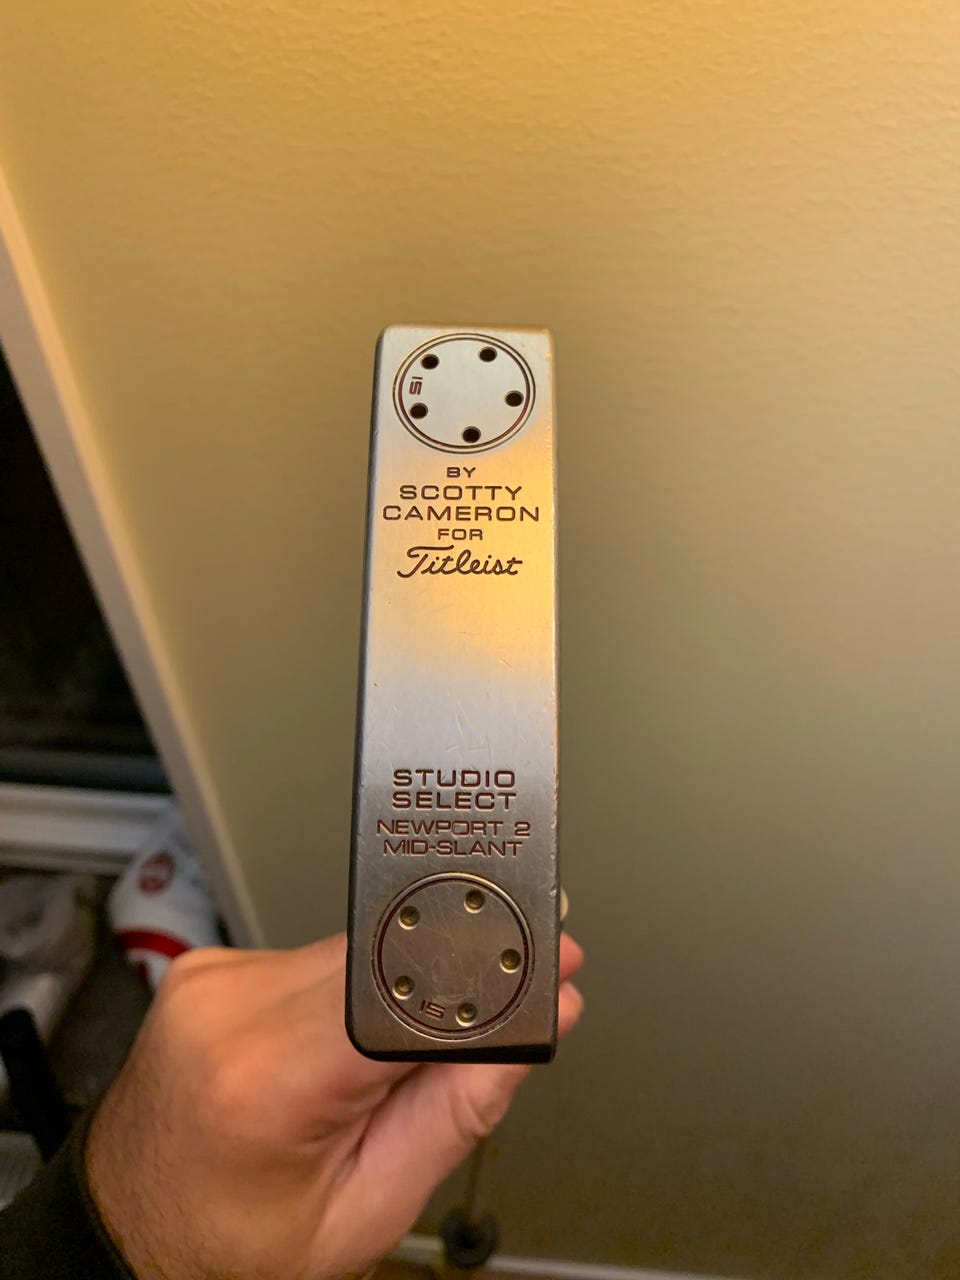 15
BY
SCOTTY
CAMERON
FOR
Titleist
STUDIO
SELECT
NEWPORT 2
MID-SLANT
15